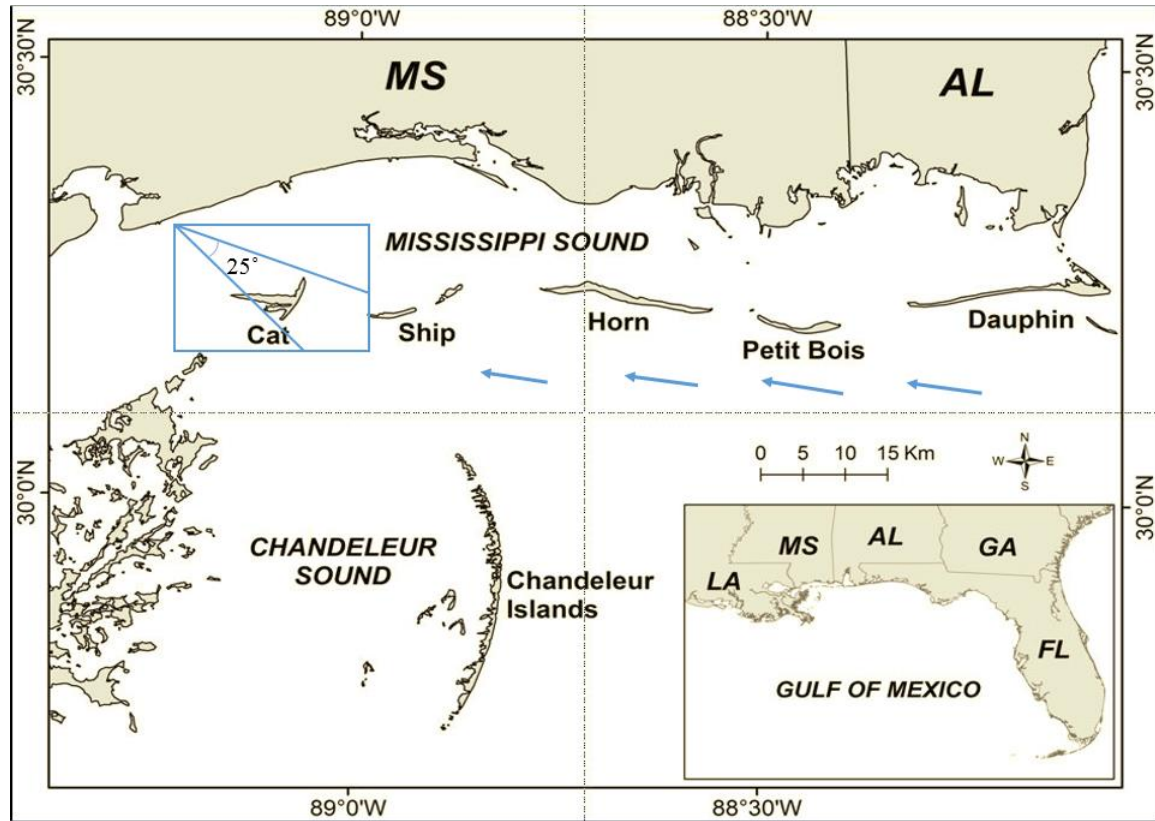 89°0'W
88°30'W
30°30'N
30°30'N
MS
AL
MISSISSIPPI SOUND
25°
Cat
Ship
Horn
Petit Bois
Dauphin
0 5 10 15 Km
N
W E
S
30°0'N
30°0'N
CHANDELEUR
SOUND
Chandeleur
Islands
MS
AL
GA
LA
FL
GULF OF MEXICO
89°0'W
88°30'W